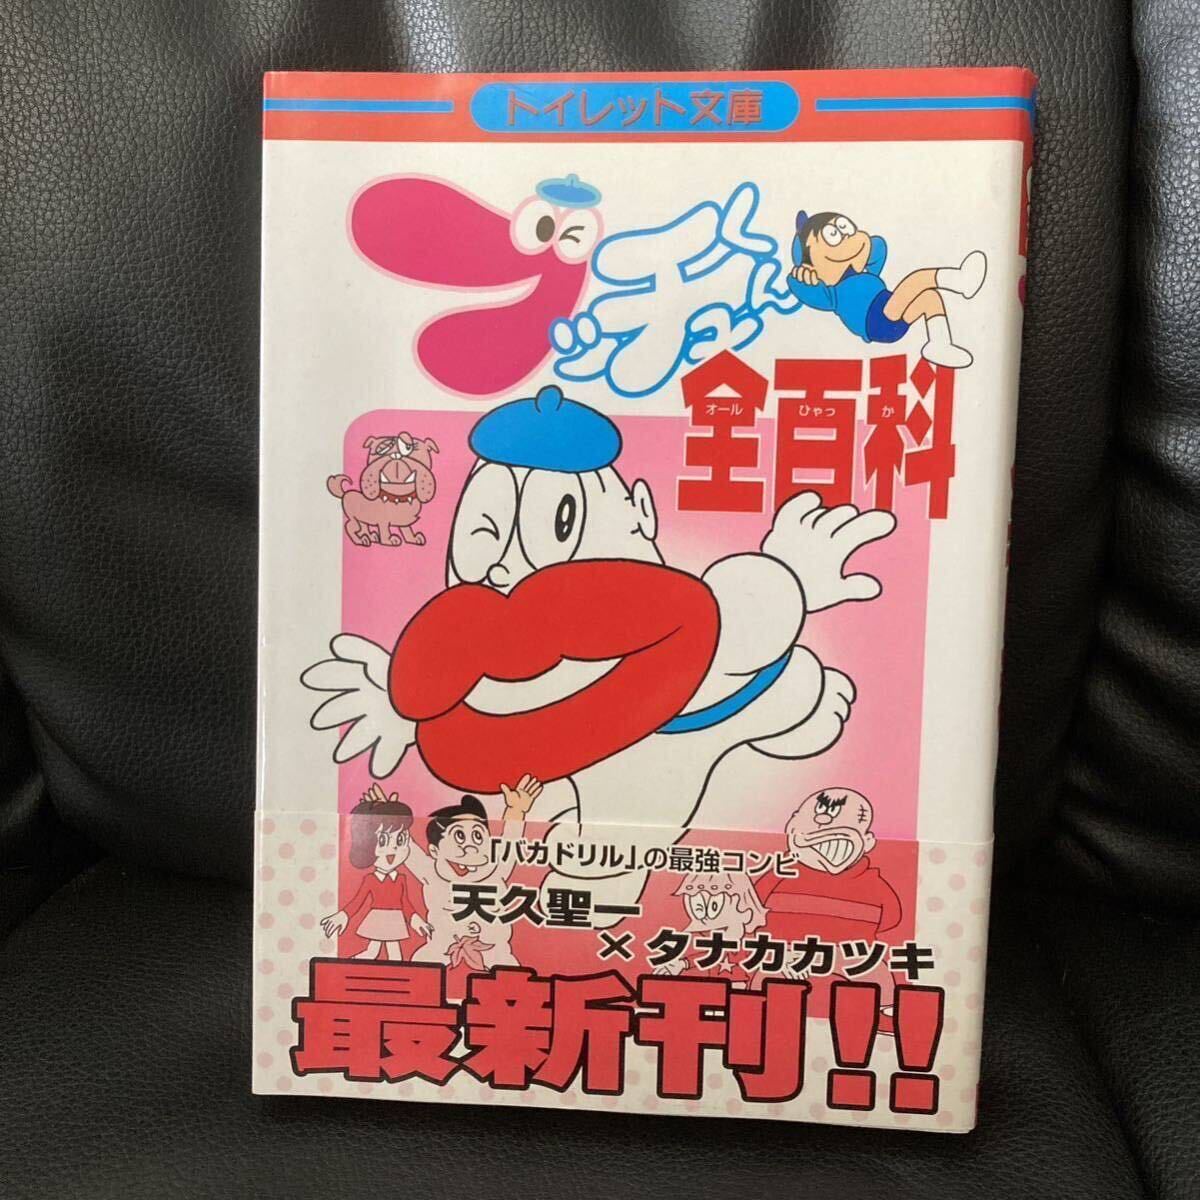 トイレット文庫
ブッチュくん
全百科
オール ひゃっ か
「バカドリル」の最強コンビ
天久聖一
×タナカカツキ
最新刊!!